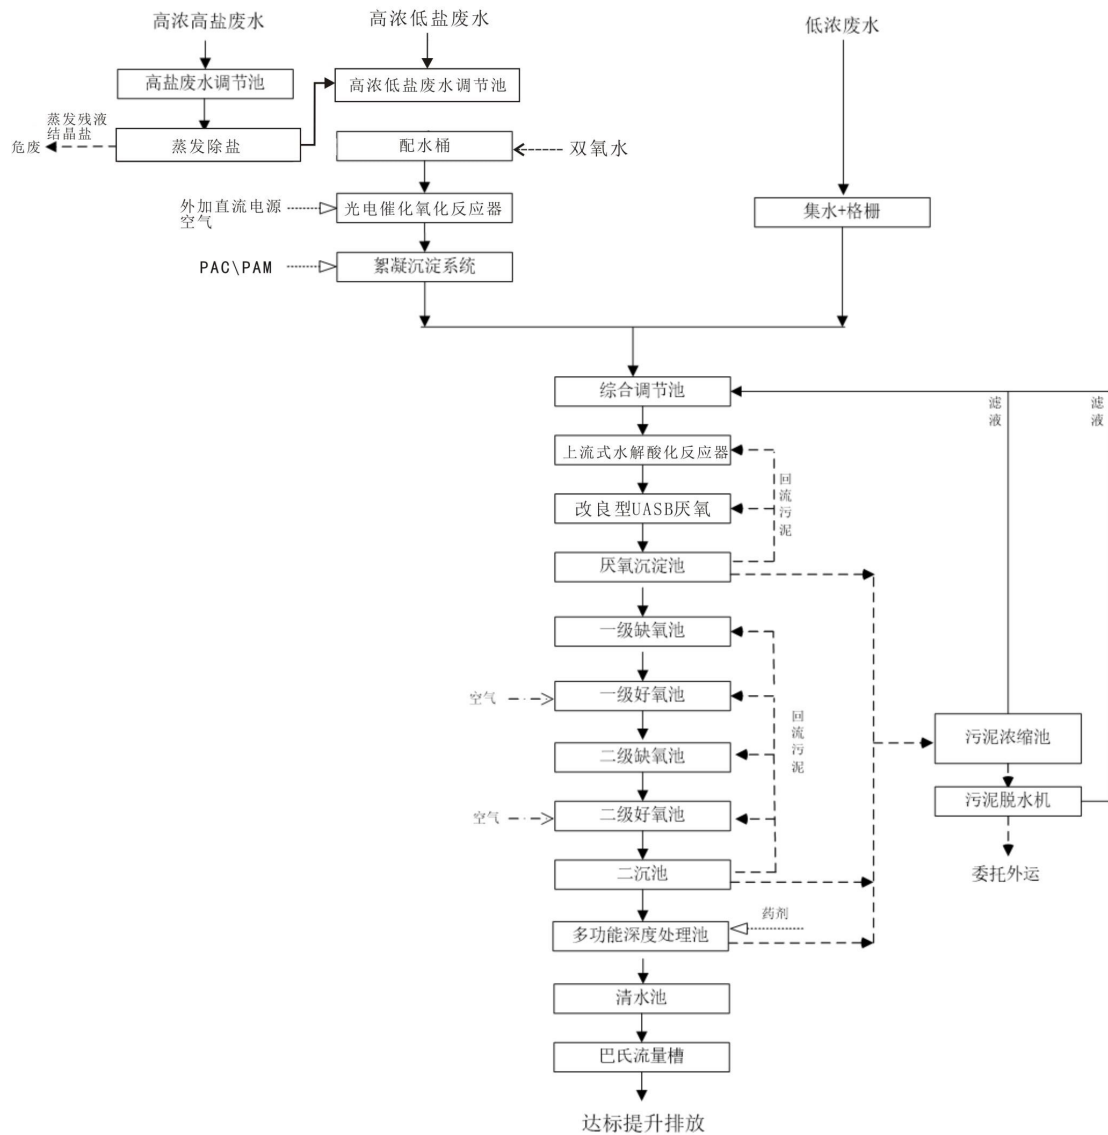 高浓高盐废水
高浓低盐废水
低浓废水
高盐废水调节池
高浓低盐废水调节池
蒸发残液
结晶盐
危废
蒸发除盐
配水桶
双氧水
外加直流电源
空气
光电催化氧化反应器
集水+格栅
PAC\PAM
絮凝沉淀系统
综合调节池
滤液
滤液
上流式水解酸化反应器
回流污泥
改良型UASB厌氧
厌氧沉淀池
一级缺氧池
空气
一级好氧池
回流污泥
污泥浓缩池
二级缺氧池
污泥脱水机
空气
二级好氧池
二沉池
委托外运
药剂
多功能深度处理池
清水池
巴氏流量槽
达标提升排放